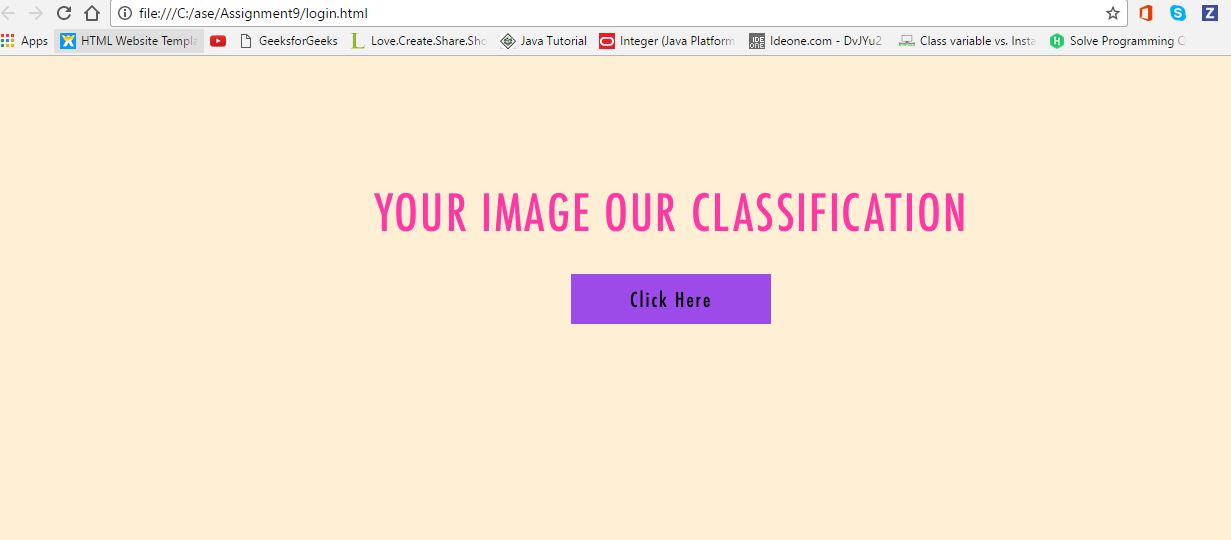 file:///C:/ase/Assignment9/login.html
Apps HTML Website Templa GeeksforGeeks Love.Create.Share.Sho Java Tutorial Integer (Java Platform Ideone.com - DvJYu2 Class variable vs. Insta Solve Programming Q
YOUR IMAGE OUR CLASSIFICATION
Click Here